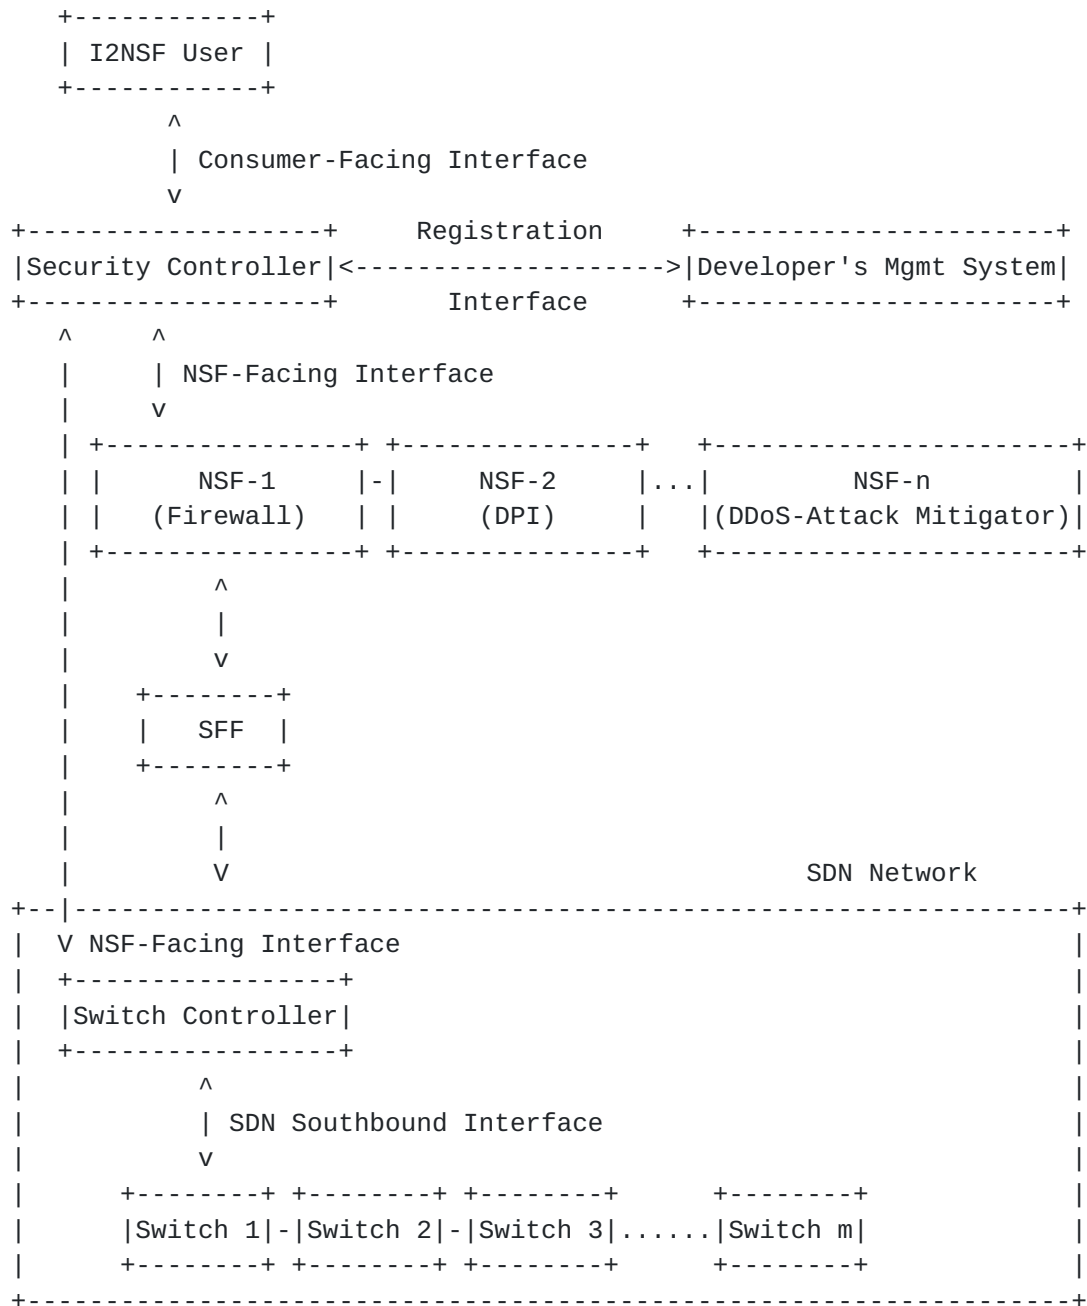 I2NSF User
Consumer-Facing Interface
Registration
Security Controller Developer's Mgmt System
Interface
NSF-Facing Interface
NSF-1 NSF-2 ... NSF-n
(Firewall) (DPI) (DDoS-Attack Mitigator)
SFF
SDN Network
NSF-Facing Interface
Switch Controller
SDN Southbound Interface
Switch 1 - Switch 2 - Switch 3 ...... Switch m